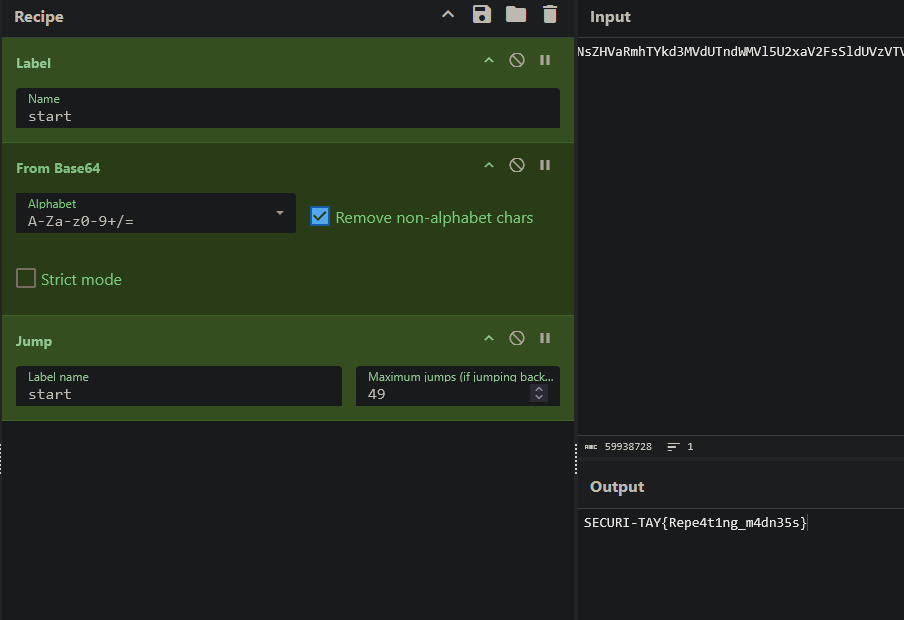 Recipe
Label
Name
start
From Base64
Alphabet
A-Za-z0-9+/=
Remove non-alphabet chars
Strict mode
Jump
Label name
start
Maximum jumps (if jumping back...
49
Input
NsZHVaRmhTYkd3MVdUTndWMVl5U2xaV2FsSldUVzVTV
ABC 59938728 1
Output
SECURI-TAY{Repe4t1ng_m4dn35s}